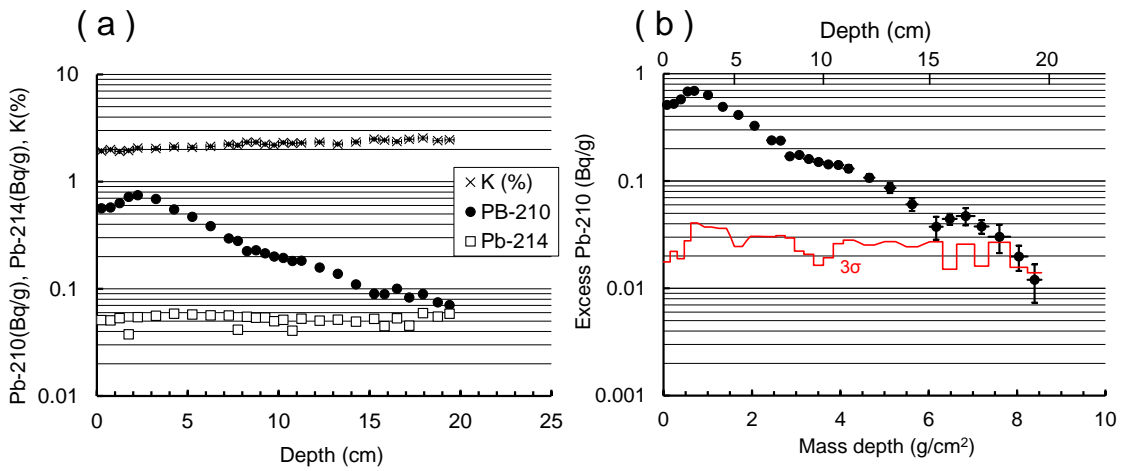 ( a )
10
1
0.1
0.01
0 5 10 15 20 25
Depth (cm)
Pb-210(Bq/g), Pb-214(Bq/g), K(%)
K (%)
PB-210
Pb-214
( b )
Depth (cm)
0 5 10 15 20
1
0.1
0.01
0.001
0 2 4 6 8 10
Mass depth (g/cm²)
Excess Pb-210 (Bq/g)
3σ